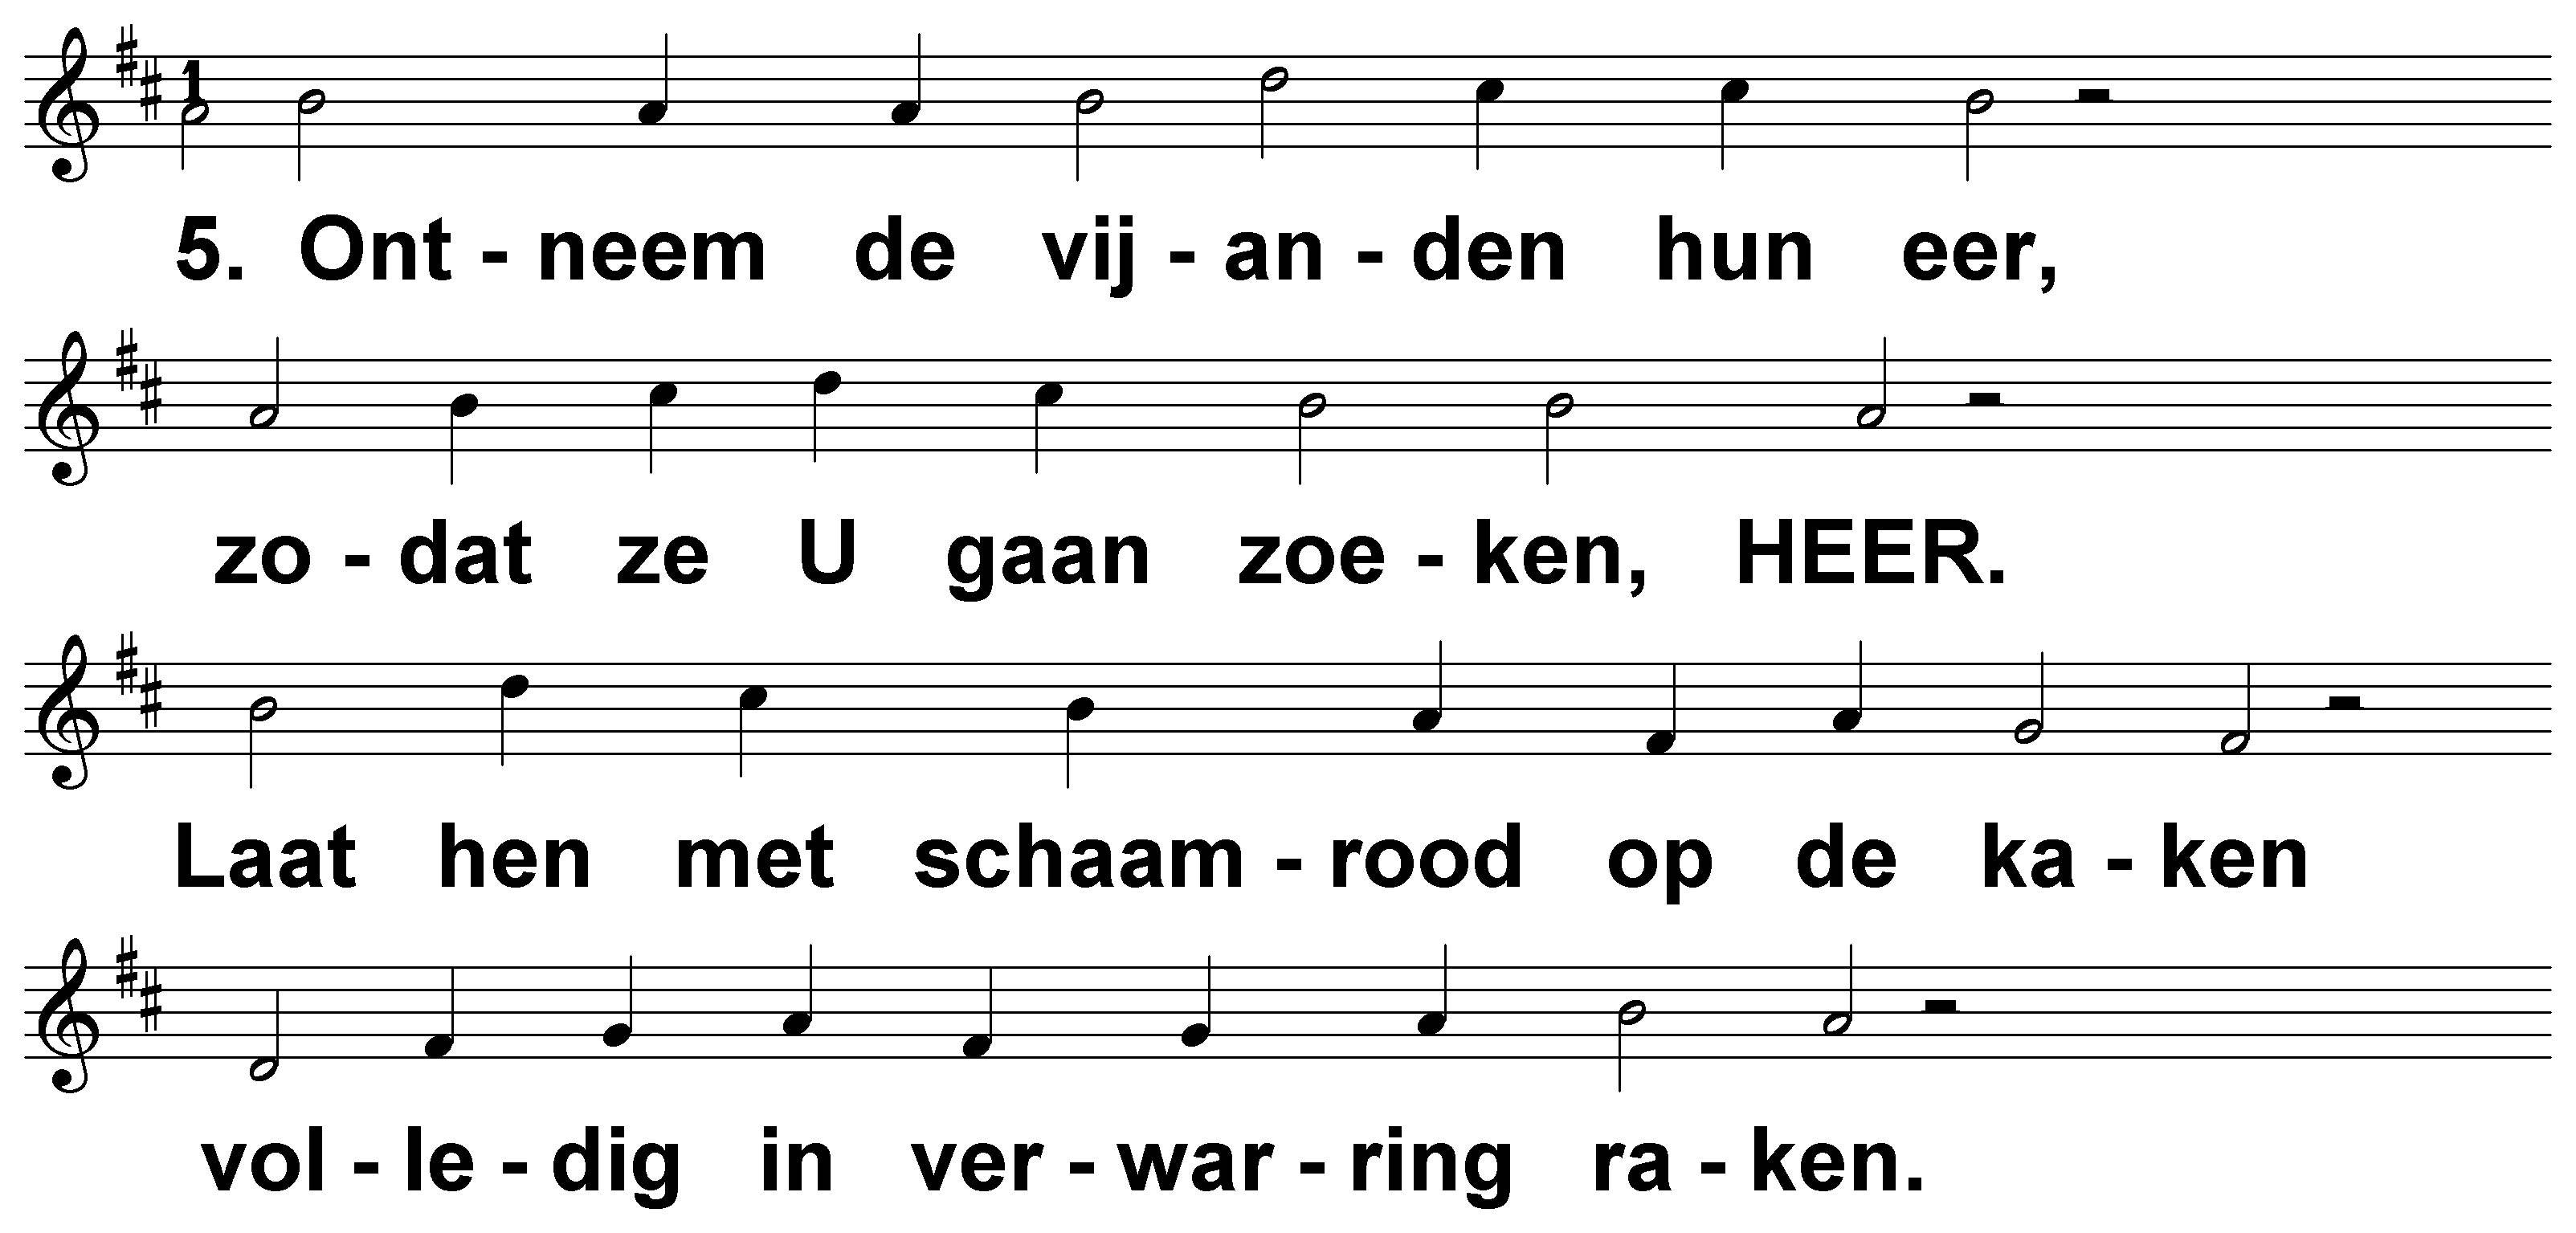 1
5. Ont - neem de vij - an - den hun eer,
zo - dat ze U gaan zoe - ken, HEER.
Laat hen met schaam - rood op de ka - ken
vol - le - dig in ver - war - ring ra - ken.